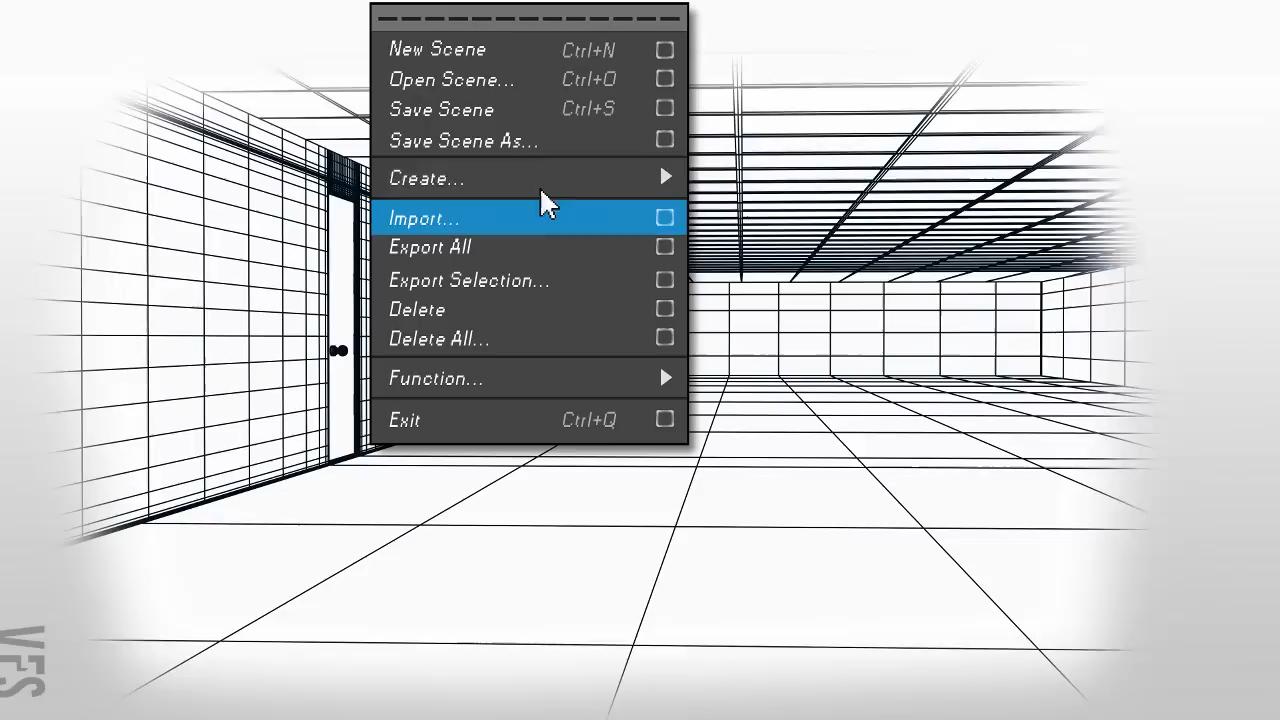 New Scene Ctrl+N
Open Scene... Ctrl+O
Save Scene Ctrl+S
Save Scene As...
Create...
Import...
Export All
Export Selection...
Delete
Delete All...
Function...
Exit Ctrl+Q
VFS